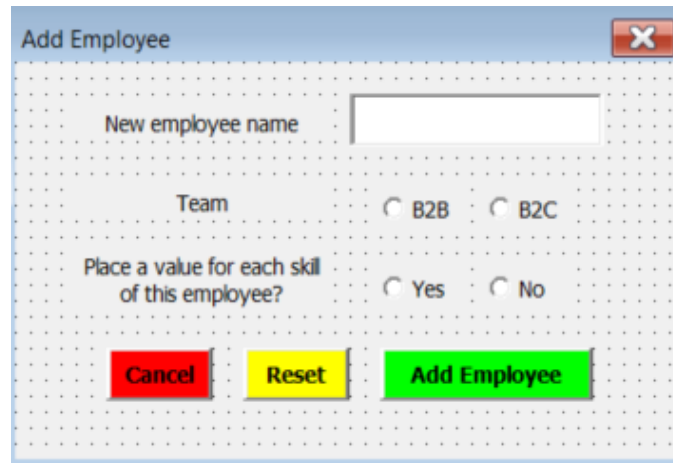 Add Employee
New employee name
Team
B2B
B2C
Place a value for each skill
of this employee?
Yes
No
Cancel
Reset
Add Employee